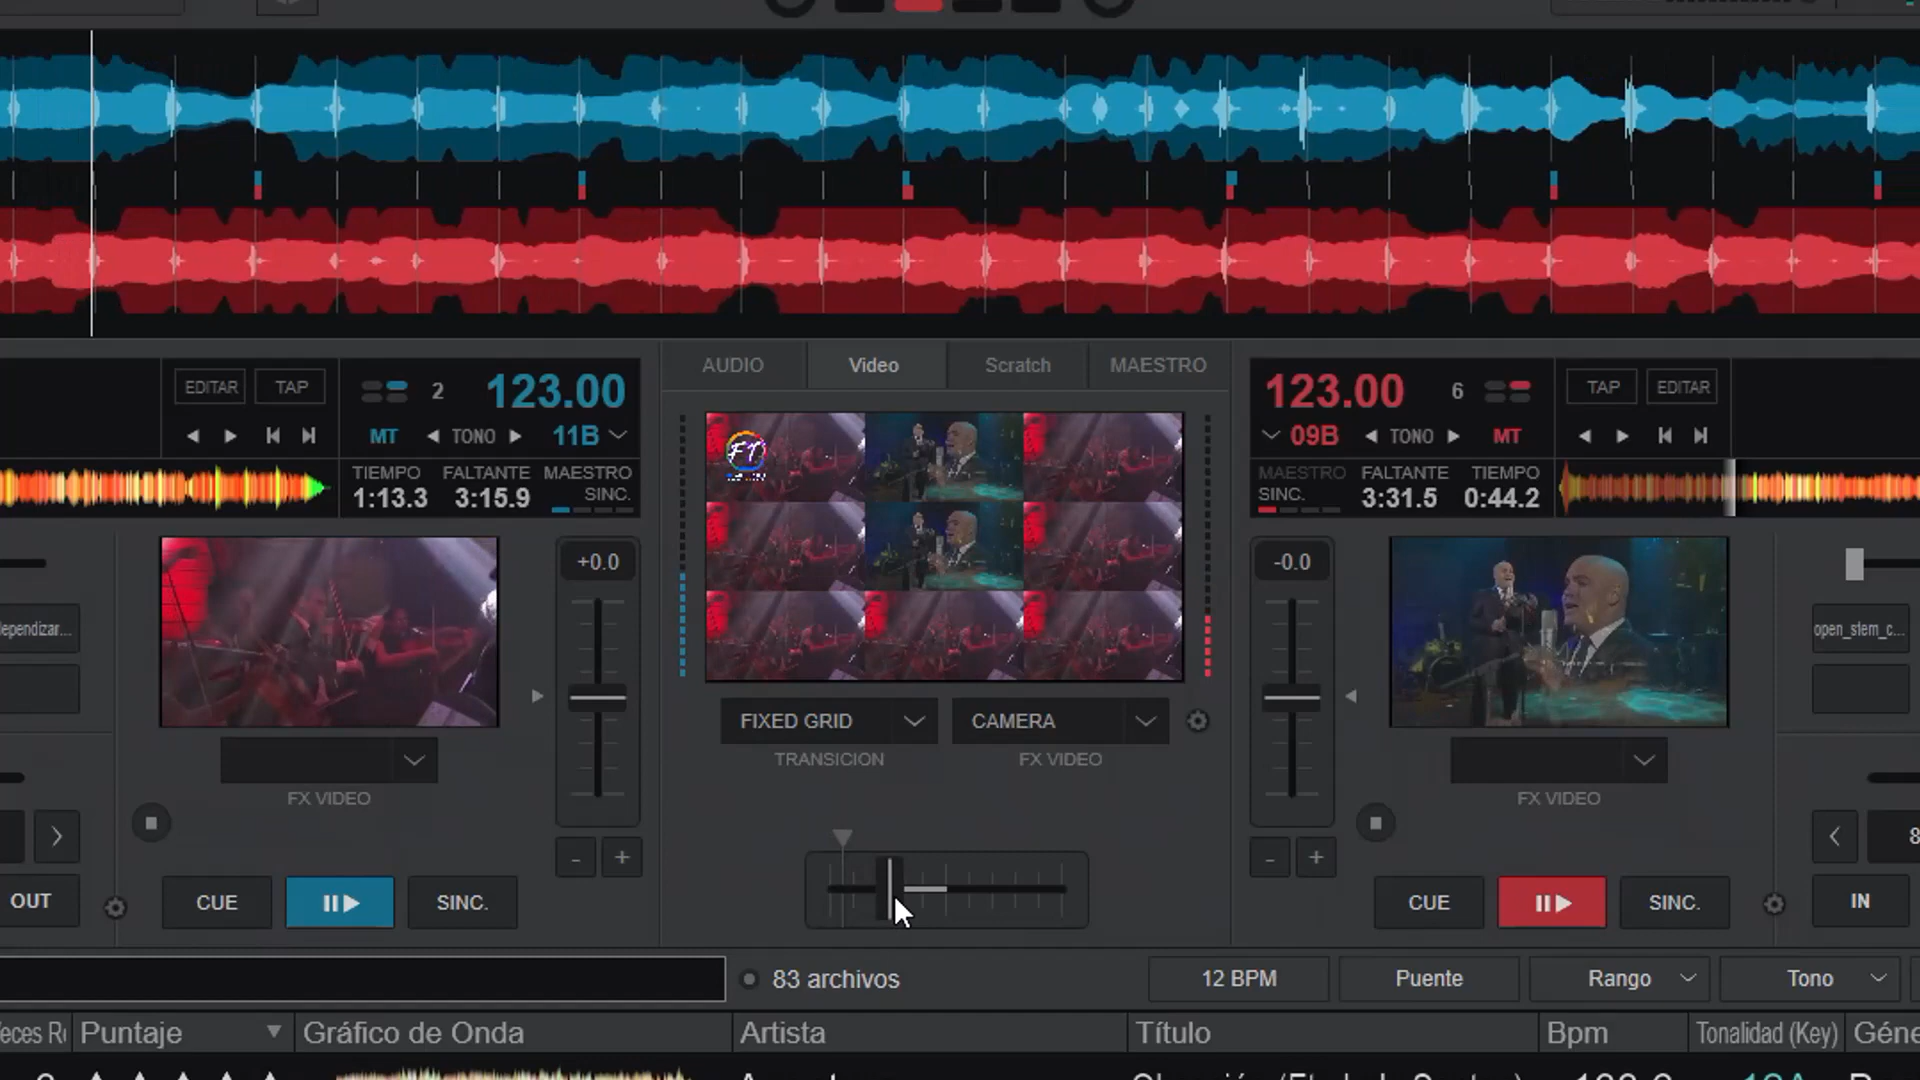 AUDIO Video Scratch MAESTRO
EDITAR TAP 2 123.00
MT TONO 11B
TIEMPO FALTANTE MAESTRO
1:13.3 3:15.9 SINC.
123.00 6 TAP EDITAR
09B TONO MT
MAESTRO FALTANTE TIEMPO
SINC. 3:31.5 0:44.2
FT
+0.0
-0.0
open_stem_c...
FIXED GRID CAMERA
TRANSICION FX VIDEO
FX VIDEO
FX VIDEO
- +
- +
OUT CUE SINC.
CUE SINC. IN
8
83 archivos 12 BPM Puente Rango Tono
Puntaje Gráfico de Onda Artista Título Bpm Tonalidad (Key)